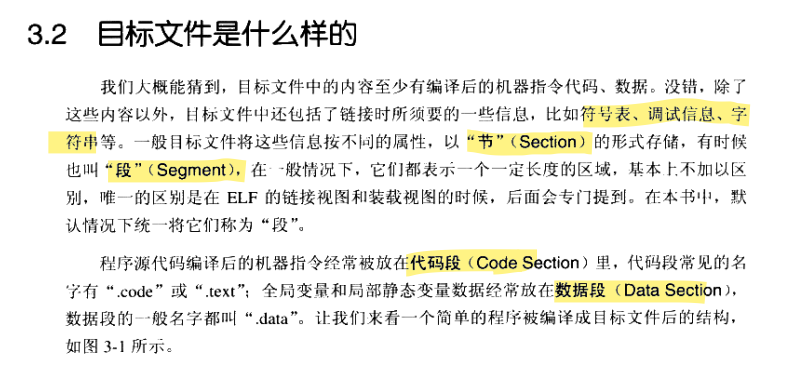 3.2 目标文件是什么样的
我们大概能猜到，目标文件中的内容至少有编译后的机器指令代码、数据。没错，除了
这些内容以外，目标文件中还包括了链接时所须要的一些信息，比如符号表、调试信息、字
符串等。一般目标文件将这些信息按不同的属性，以“节”（Section）的形式存储，有时候
也叫“段”（Segment），在一般情况下，它们都表示一个一定长度的区域，基本上不加以区
别，唯一的区别是在 ELF 的链接视图和装载视图的时候，后面会专门提到。在本书中，默
认情况下统一将它们称为“段”。
程序源代码编译后的机器指令经常被放在代码段（Code Section）里，代码段常见的名
字有“.code”或“.text”；全局变量和局部静态变量数据经常放在数据段（Data Section），
数据段的一般名字都叫“.data”。让我们来看一个简单的程序被编译成目标文件后的结构，
如图 3-1 所示。